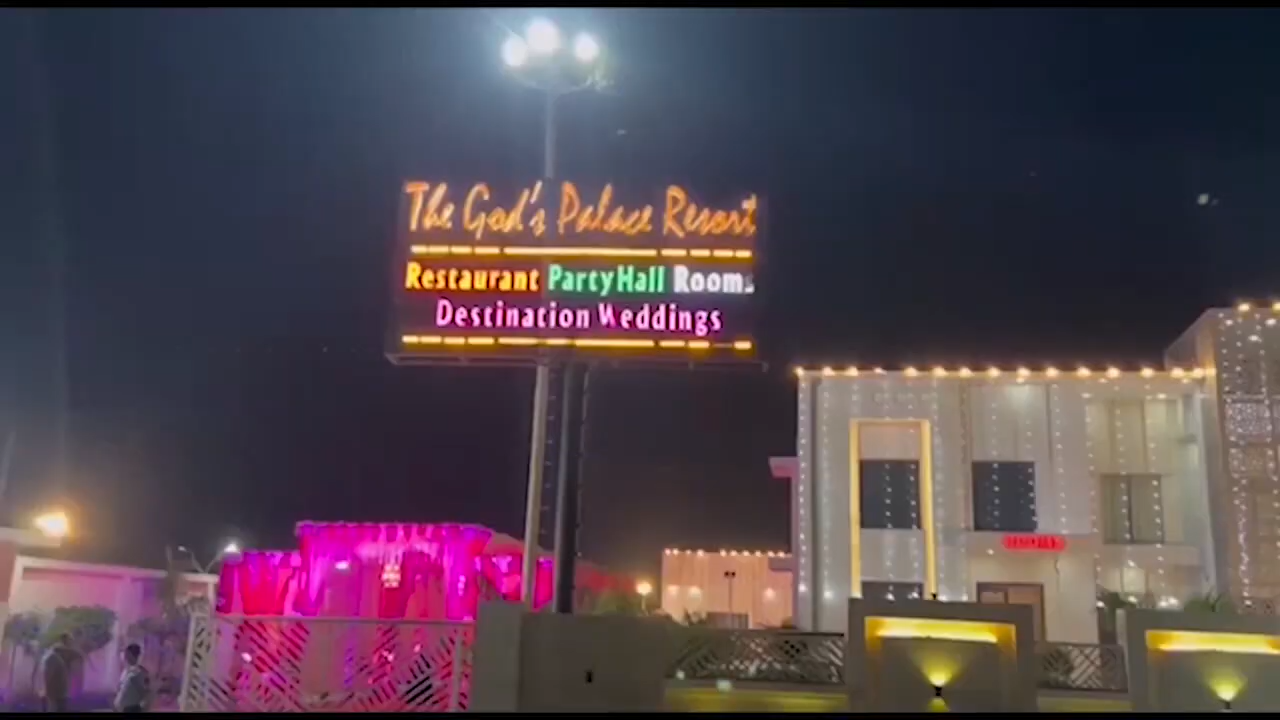 The God's Palace Resort
Restaurant PartyHall Rooms
Destination Weddings